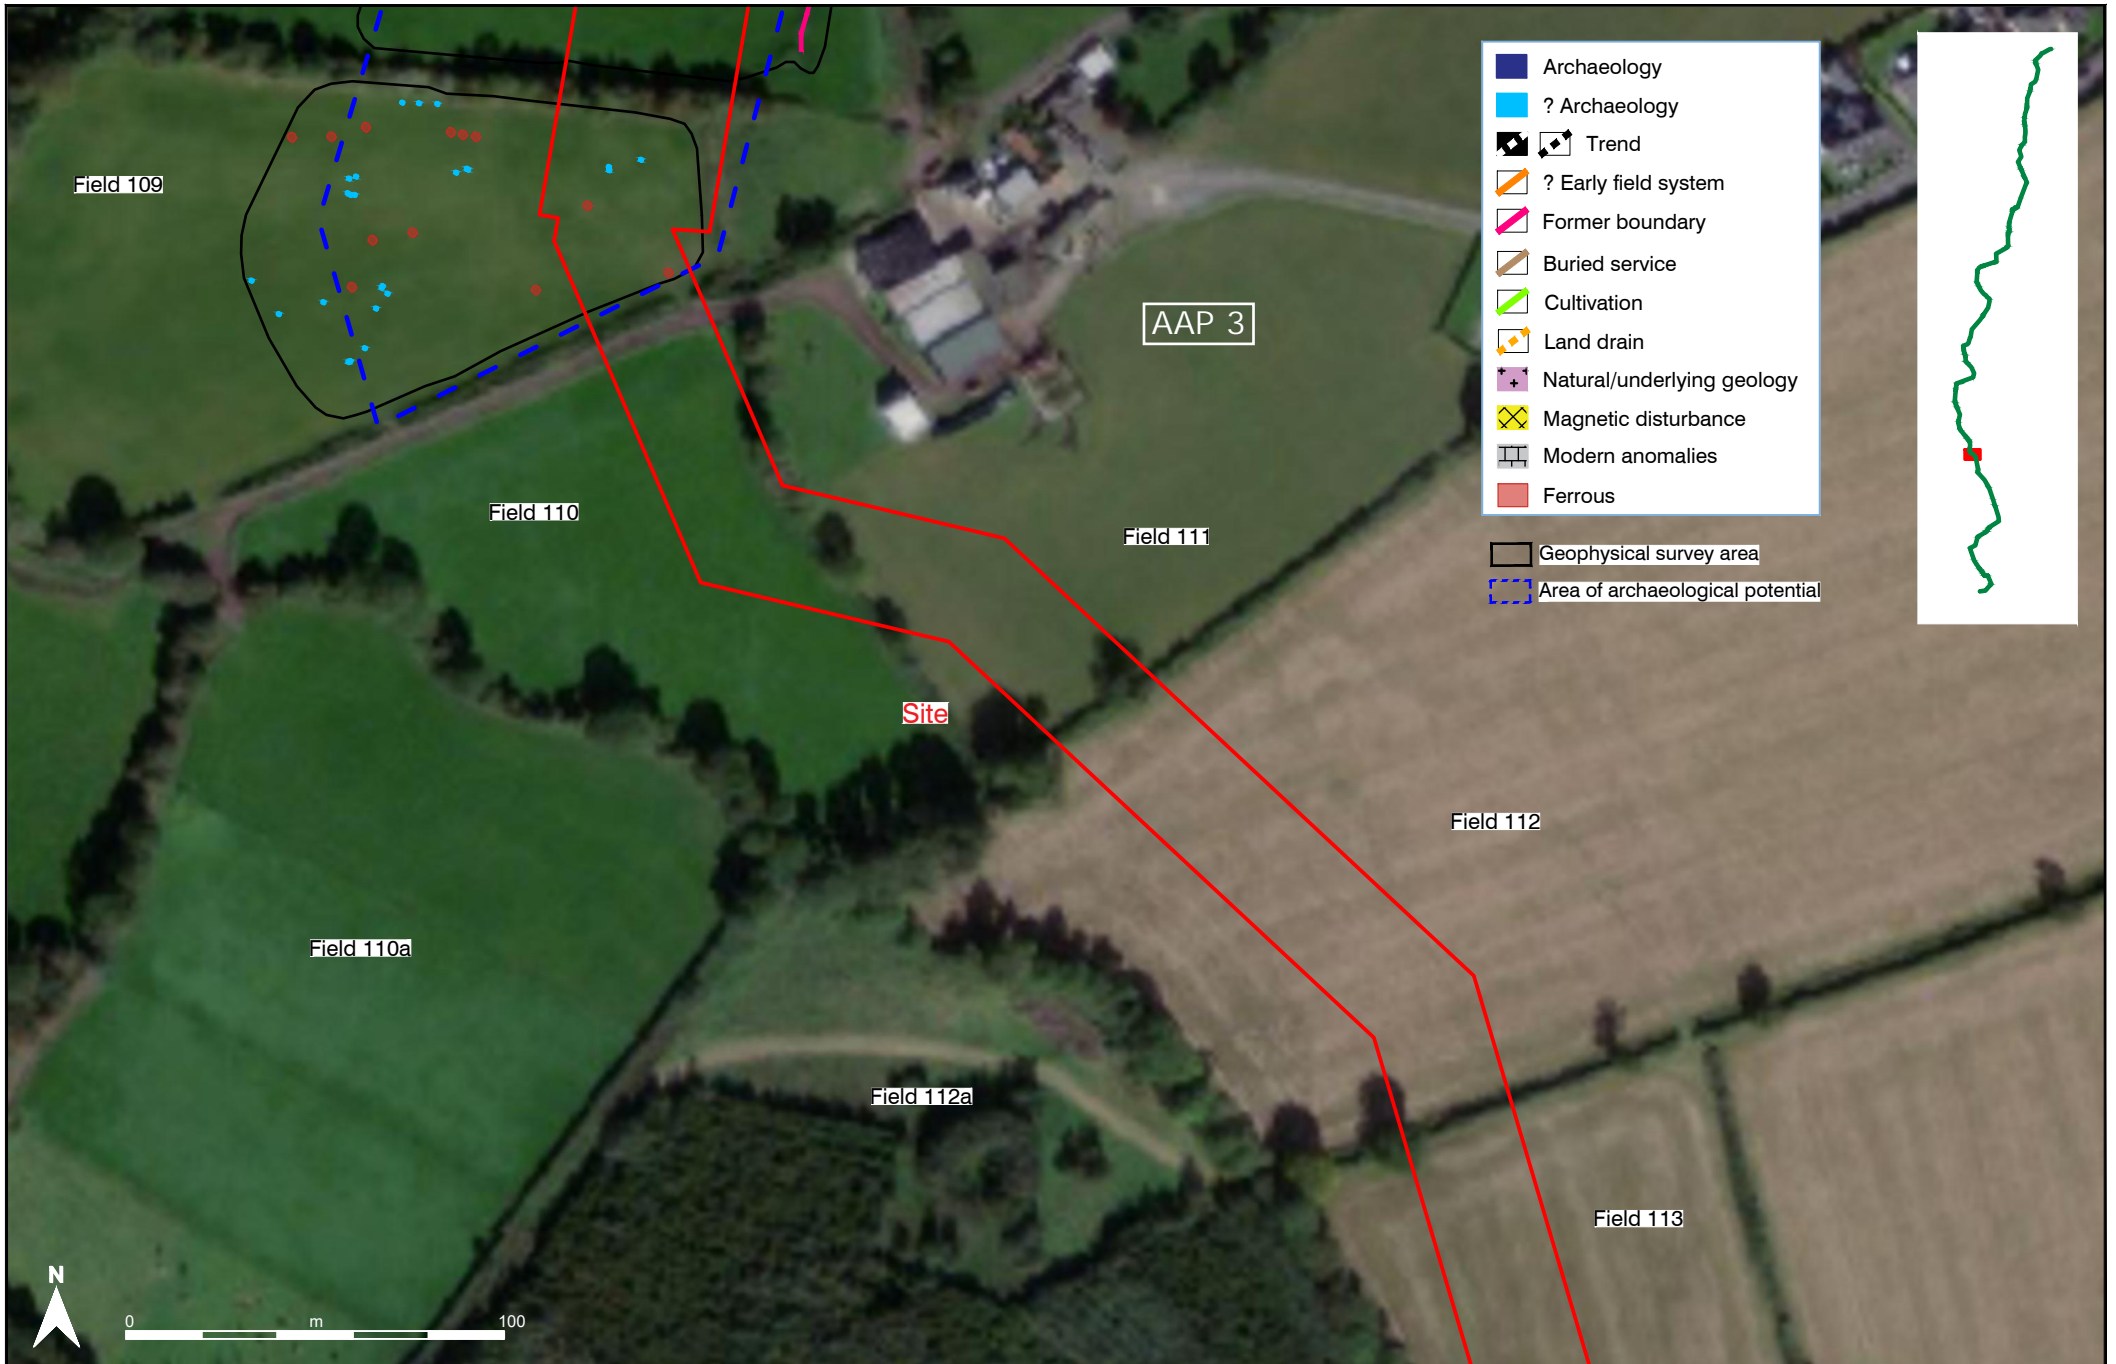 Archaeology
? Archaeology
Trend
? Early field system
Former boundary
Buried service
Cultivation
Land drain
Natural/underlying geology
Magnetic disturbance
Modern anomalies
Ferrous
Geophysical survey area
Area of archaeological potential
Field 109
AAP 3
Field 110
Field 111
Site
Field 112
Field 110a
Field 112a
Field 113
N
0 m 100